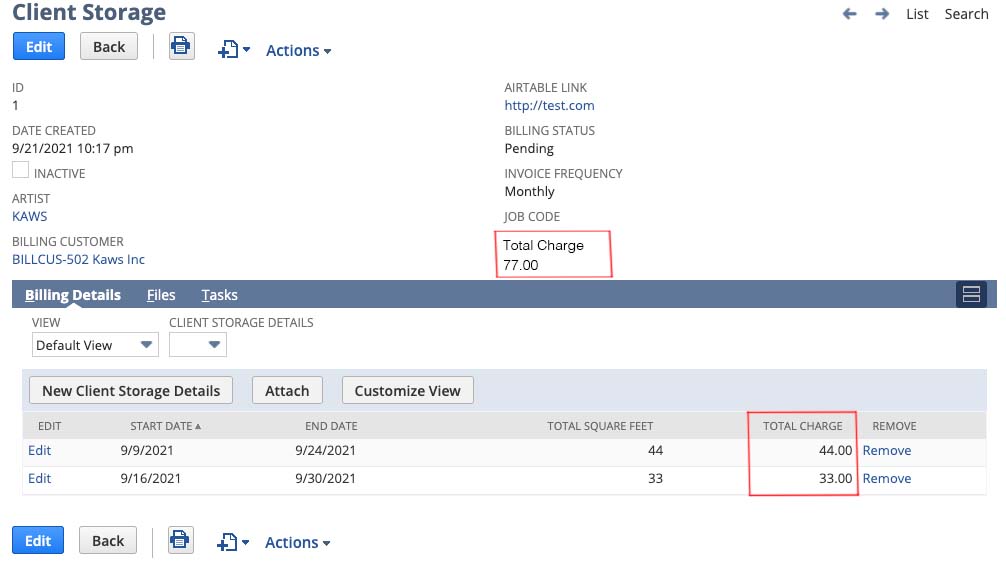 Client Storage
List Search
Edit Back Actions
ID
1
DATE CREATED
9/21/2021 10:17 pm
INACTIVE
ARTIST
KAWS
BILLING CUSTOMER
BILLCUS-502 Kaws Inc
AIRTABLE LINK
http://test.com
BILLING STATUS
Pending
INVOICE FREQUENCY
Monthly
JOB CODE
Total Charge
77.00
Billing Details Files Tasks
VIEW CLIENT STORAGE DETAILS
Default View
New Client Storage Details Attach Customize View
EDIT START DATE END DATE TOTAL SQUARE FEET TOTAL CHARGE REMOVE
Edit 9/9/2021 9/24/2021 44 44.00 Remove
Edit 9/16/2021 9/30/2021 33 33.00 Remove
Edit Back Actions